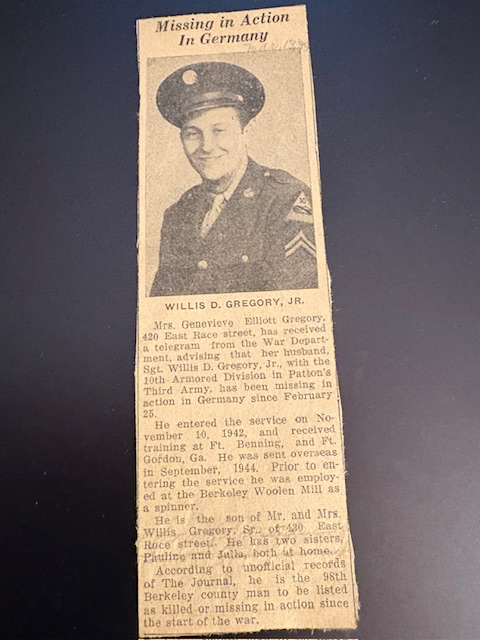 Missing in Action
In Germany
WILLIS D. GREGORY, JR.
Mrs. Genevieve Elliott Gregory,
420 East Race street, has received
a telegram from the War Depart-
ment, advising that her husband,
Sgt. Willis D. Gregory, Jr., with the
10th Armored Division in Patton's
Third Army, has been missing in
action in Germany since February
25.
He entered the service on No-
vember 10, 1942, and received
training at Ft. Benning, and Ft.
Gordon, Ga. He was sent overseas
in September, 1944. Prior to en-
tering the service he was employ-
ed at the Berkeley Woolen Mill as
a spinner.
He is the son of Mr. and Mrs.
Willis Gregory, Sr., of 430 East
Race street. He has two sisters,
Pauline and Julia, both at home.
According to unofficial records
of The Journal, he is the 98th
Berkeley county man to be listed
as killed or missing in action since
the start of the war.